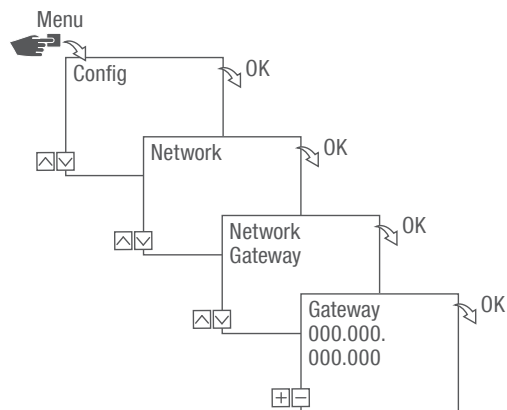 Menu
Config
OK
Network
OK
Network
Gateway
OK
Gateway
000.000.
000.000
OK